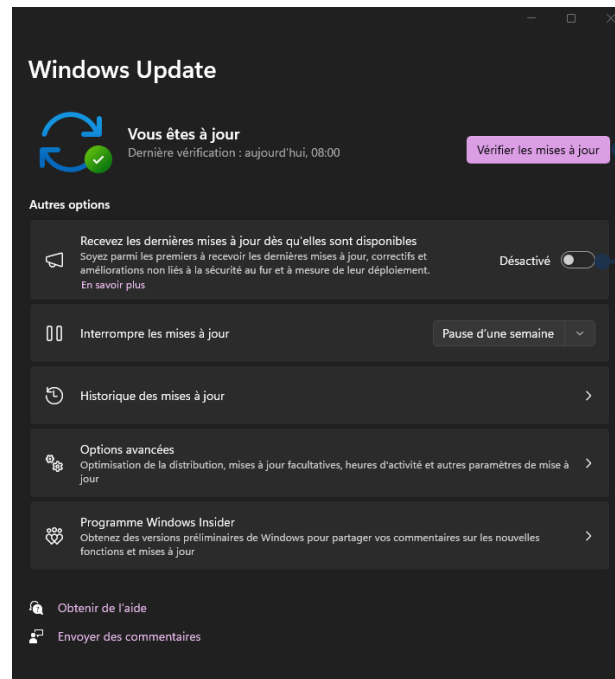 Windows Update
Vous êtes à jour
Dernière vérification : aujourd'hui, 08:00
Vérifier les mises à jour
Autres options
Recevez les dernières mises à jour dès qu'elles sont disponibles
Soyez parmi les premiers à recevoir les dernières mises à jour, correctifs et
améliorations non liés à la sécurité au fur et à mesure de leur déploiement.
En savoir plus
Désactivé
Interrompre les mises à jour
Pause d'une semaine
Historique des mises à jour
Options avancées
Optimisation de la distribution, mises à jour facultatives, heures d'activité et autres paramètres de mise à
jour
Programme Windows Insider
Obtenez des versions préliminaires de Windows pour partager vos commentaires sur les nouvelles
fonctions et mises à jour
Obtenir de l'aide
Envoyer des commentaires